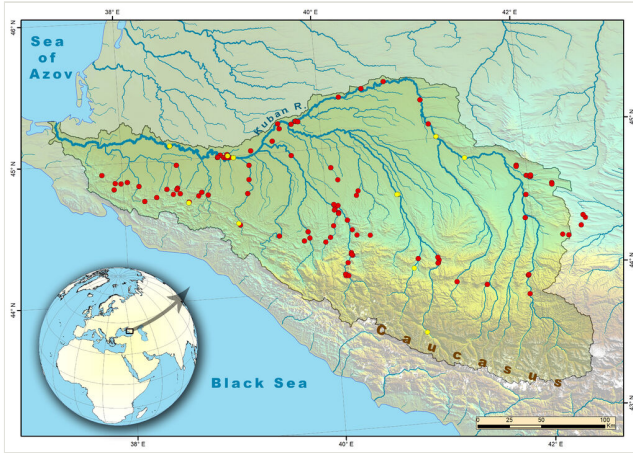 38° E
40° E
42° E
46° N
Sea
of
Azov
Kuban R.
45° N
45° N
44° N
44° N
Caucasus
Black Sea
43° N
0 25 50 100
Km
38° E
40° E
42° E